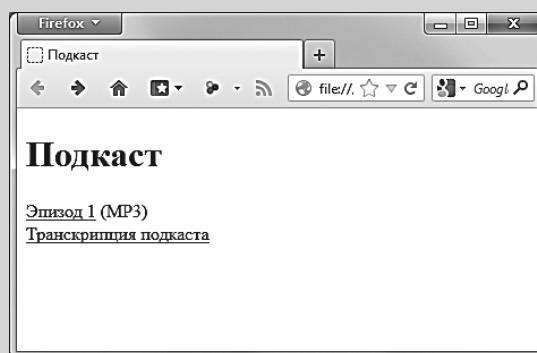 Firefox
Подкаст
file://.
Googl
Подкаст
Эпизод 1 (MP3)
Транскрипция подкаста